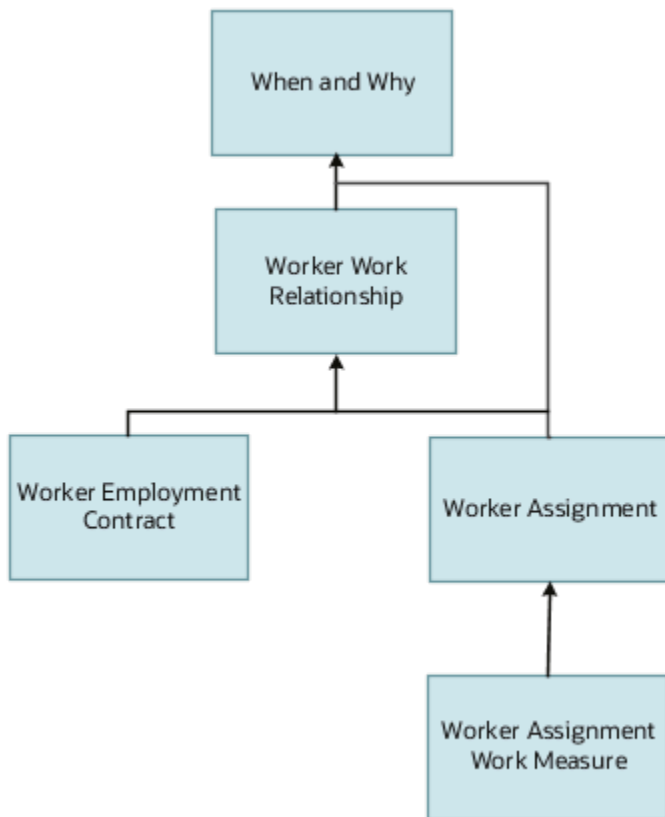 When and Why
Worker Work
Relationship
Worker Employment
Contract
Worker Assignment
Worker Assignment
Work Measure